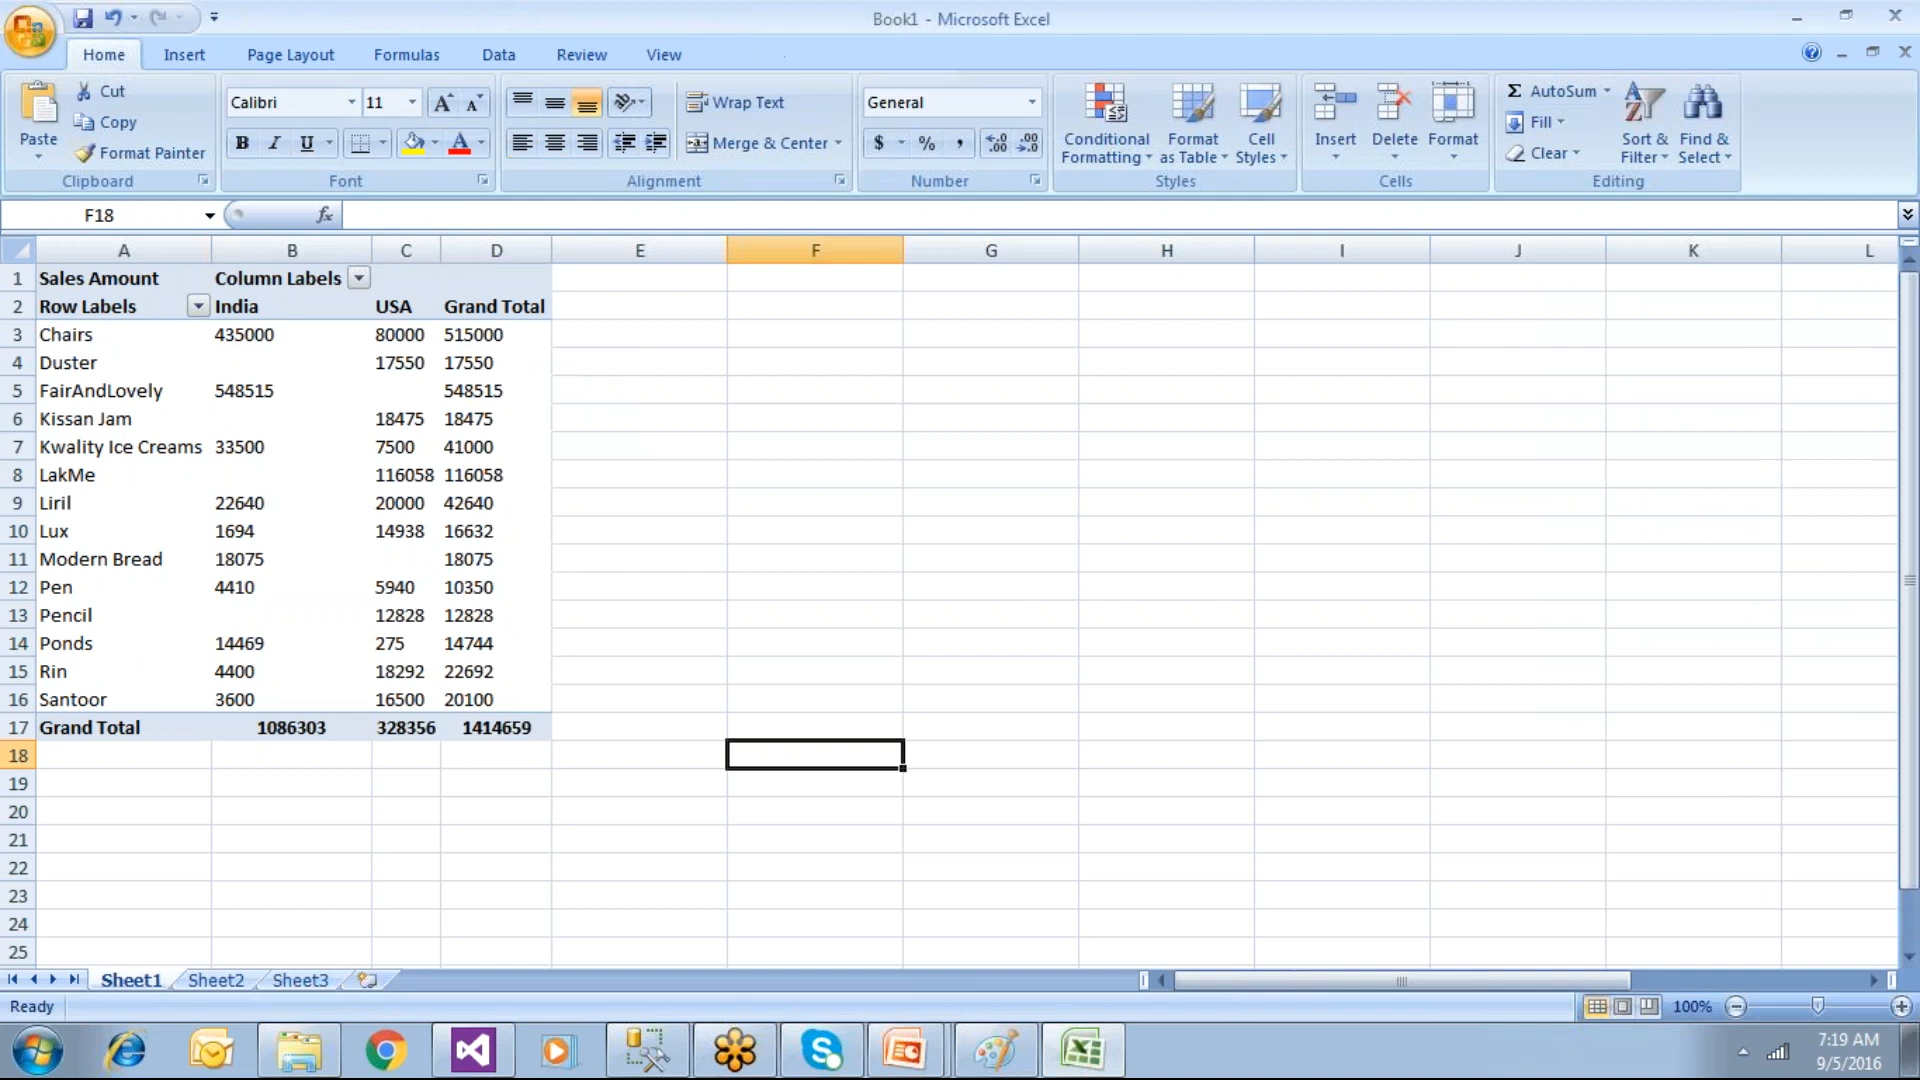 Book1 - Microsoft Excel
Home Insert Page Layout Formulas Data Review View
Paste
Cut
Copy
Format Painter
Clipboard
Calibri 11 A A
B I U A
Font
Wrap Text
Merge & Center
Alignment
General
$ % , .0 .00 .00 .0
Number
Conditional Formatting
Format as Table
Cell Styles
Styles
Insert Delete Format
Cells
Σ AutoSum
Fill
Clear
Sort & Filter
Find & Select
Editing
F18 fx
A B C D E F G H I J K L
1 Sales Amount Column Labels
2 Row Labels India USA Grand Total
3 Chairs 435000 80000 515000
4 Duster 17550 17550
5 FairAndLovely 548515 548515
6 Kissan Jam 18475 18475
7 Kwality Ice Creams 33500 7500 41000
8 LakMe 116058 116058
9 Liril 22640 20000 42640
10 Lux 1694 14938 16632
11 Modern Bread 18075 18075
12 Pen 4410 5940 10350
13 Pencil 12828 12828
14 Ponds 14469 275 14744
15 Rin 4400 18292 22692
16 Santoor 3600 16500 20100
17 Grand Total 1086303 328356 1414659
18
19
20
21
22
23
24
25
Sheet1 Sheet2 Sheet3
Ready 100%
7:19 AM
9/5/2016